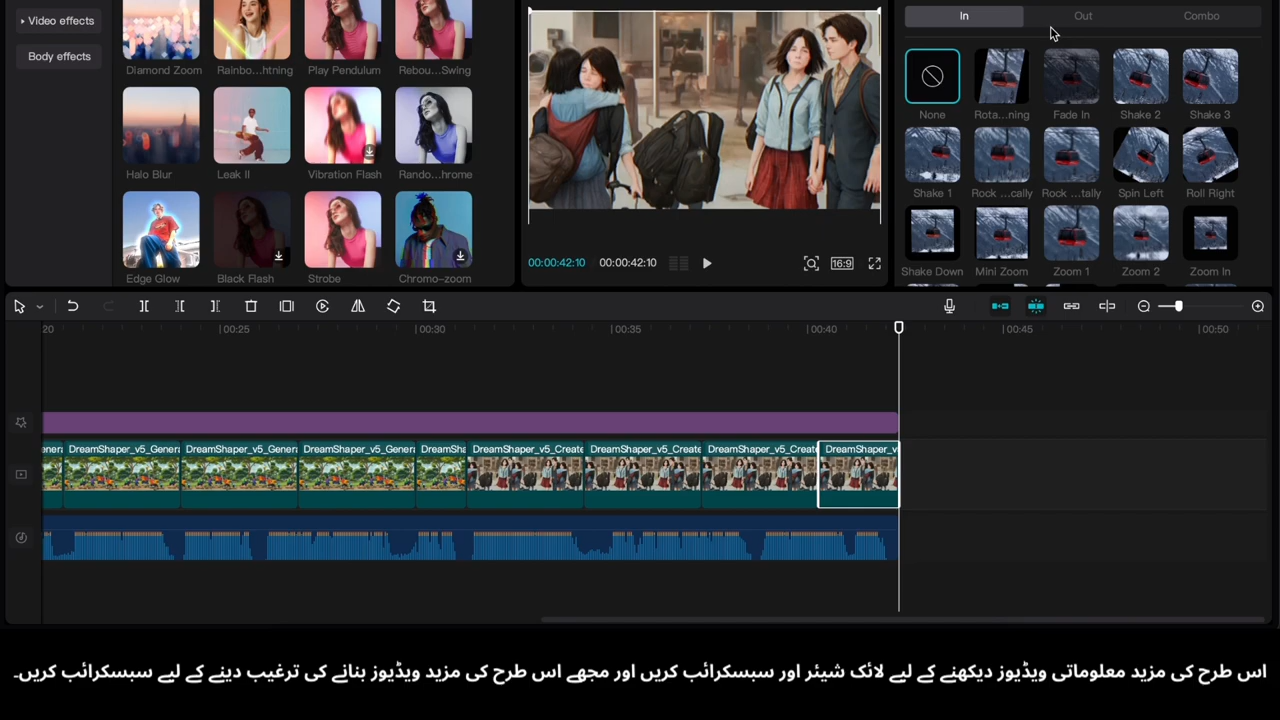 Video effects
Body effects
Diamond Zoom
Rainbo...htning
Play Pendulum
Rebou...Swing
Halo Blur
Leak II
Vibration Flash
Rando...hrome
Edge Glow
Black Flash
Strobe
Chromo-zoom
00:00:42:10
00:00:42:10
16:9
In
Out
Combo
None
Rota...ning
Fade In
Shake 2
Shake 3
Shake 1
Rock ...cally
Rock ...tally
Spin Left
Roll Right
Shake Down
Mini Zoom
Zoom 1
Zoom 2
Zoom In
20
00:25
00:30
00:35
00:40
00:45
00:50
enera
DreamShaper_v5_Genera
DreamShaper_v5_Genera
DreamShaper_v5_Genera
DreamSha
DreamShaper_v5_Create
DreamShaper_v5_Create
DreamShaper_v5_Create
DreamShaper_v
اس طرح کی مزید معلوماتی ویڈیوز دیکھنے کے لیے لائک شیئر اور سبسکرائب کریں اور مجھے اس طرح کی مزید ویڈیوز بنانے کی ترغیب دینے کے لیے سبسکرائب کریں۔